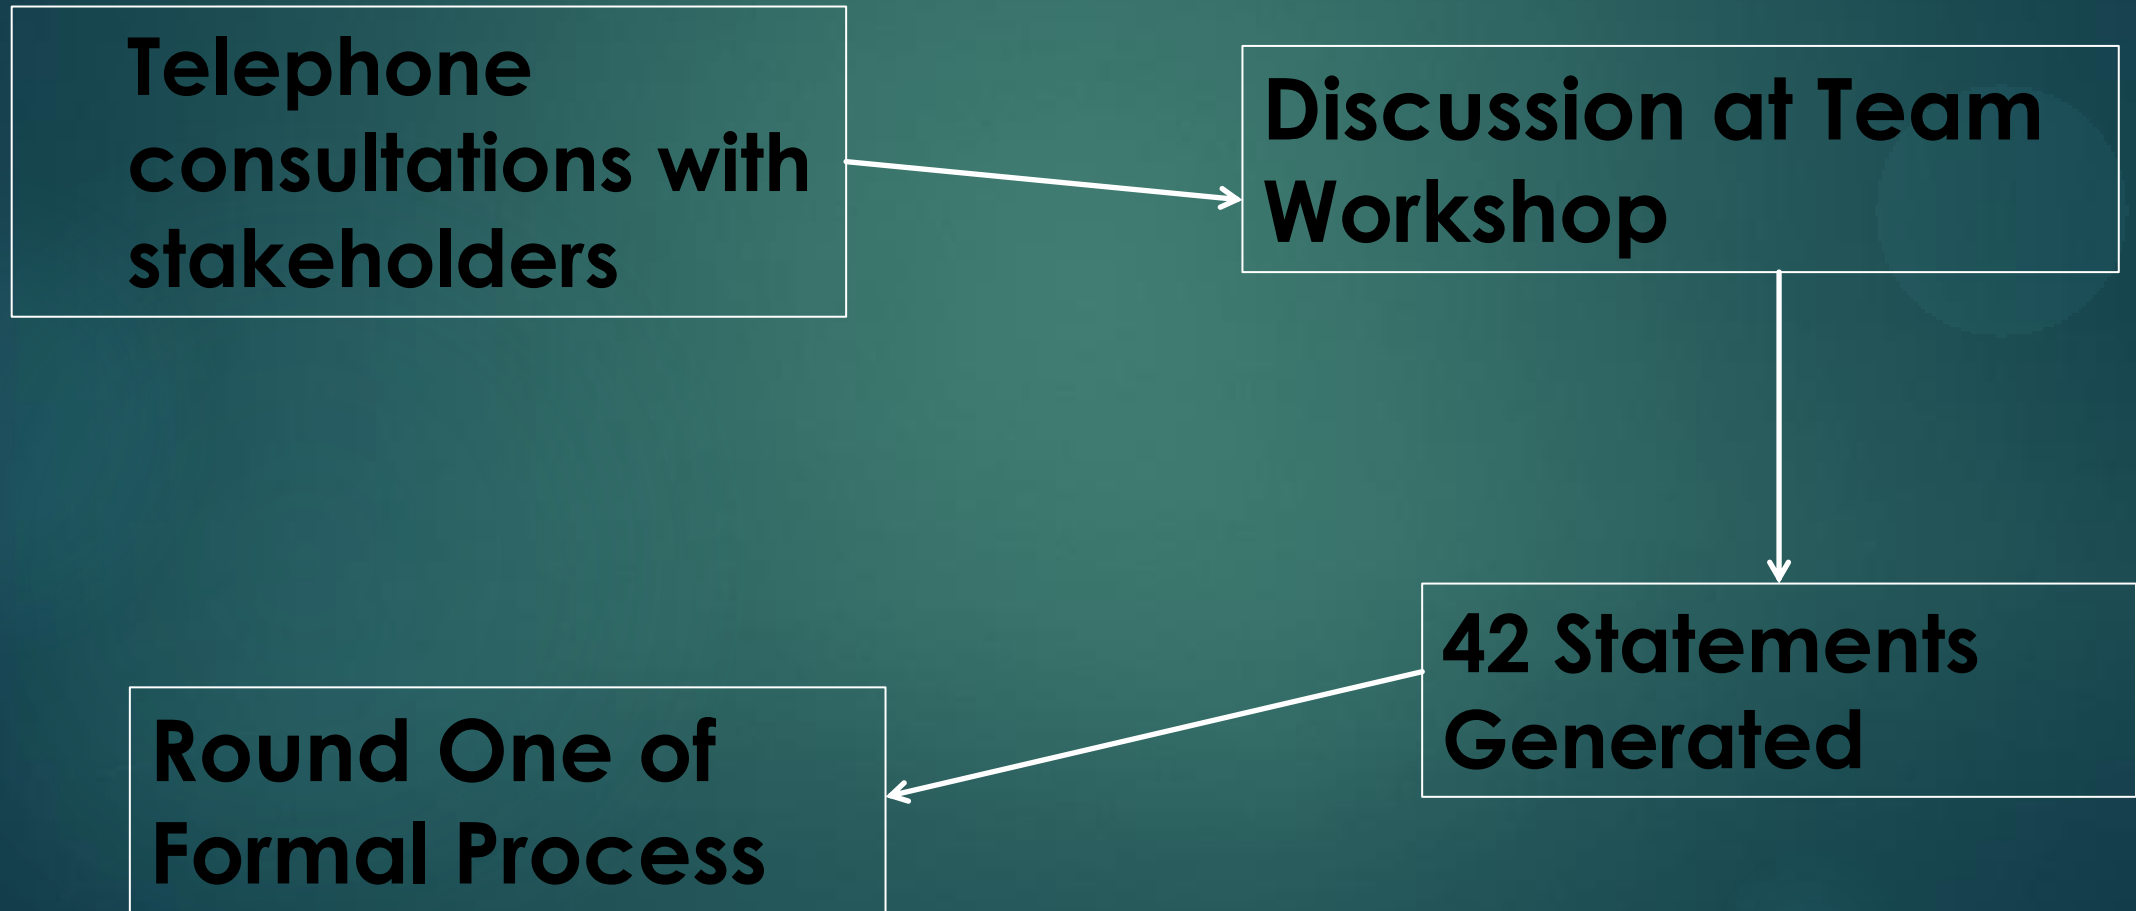 Telephone
consultations with
stakeholders
Discussion at Team
Workshop
42 Statements
Generated
Round One of
Formal Process